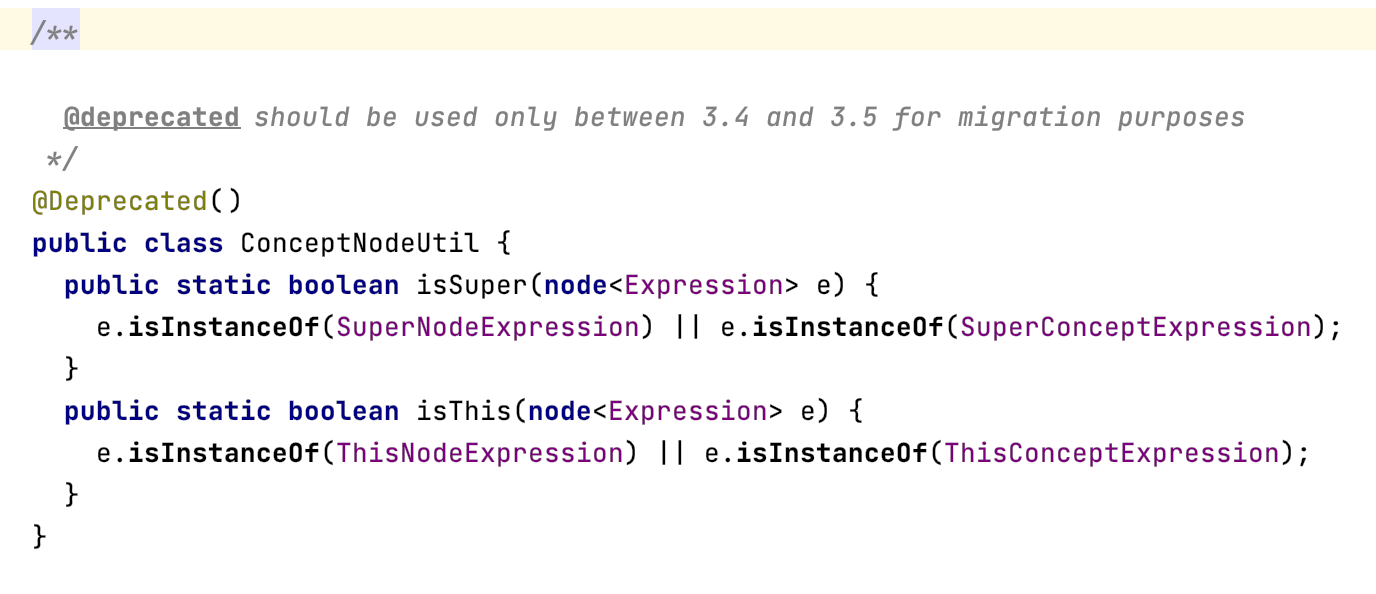 /**
@deprecated should be used only between 3.4 and 3.5 for migration purposes
*/
@Deprecated()
public class ConceptNodeUtil {
public static boolean isSuper(node<Expression> e) {
e.isInstanceOf(SuperNodeExpression) || e.isInstanceOf(SuperConceptExpression);
}
public static boolean isThis(node<Expression> e) {
e.isInstanceOf(ThisNodeExpression) || e.isInstanceOf(ThisConceptExpression);
}
}